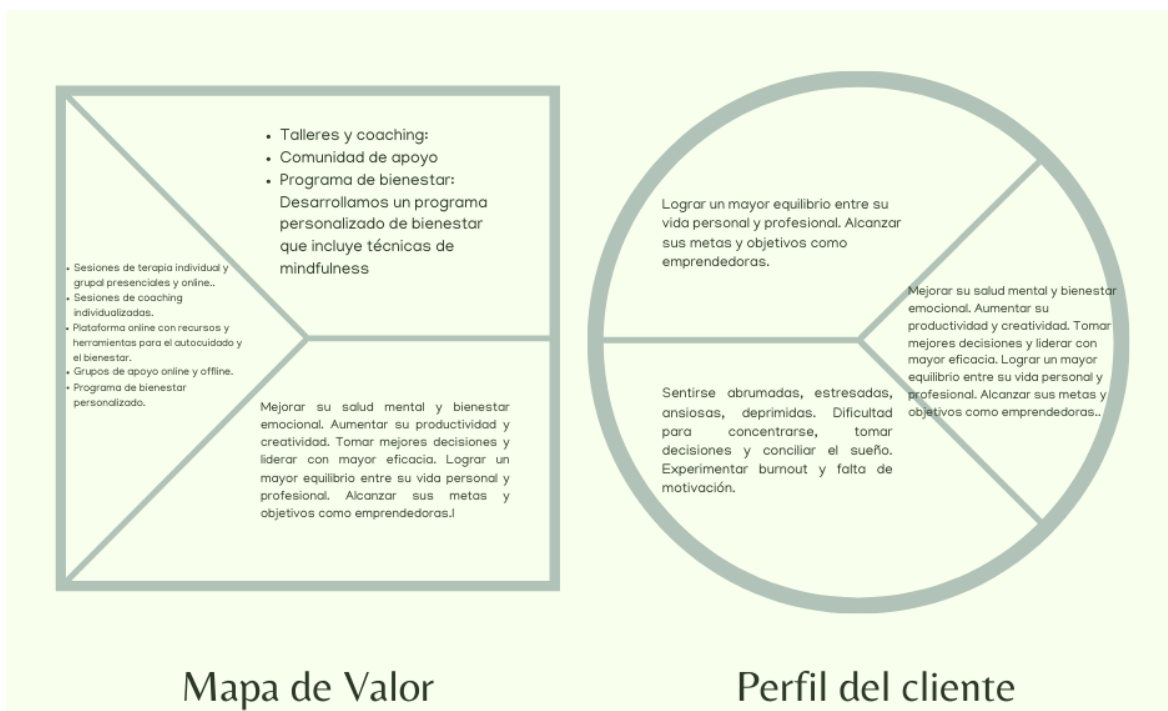 • Talleres y coaching:
• Comunidad de apoyo
• Programa de bienestar:
Desarrollamos un programa
personalizado de bienestar
que incluye técnicas de
mindfulness
• Sesiones de terapia individual y
grupal presenciales y online..
• Sesiones de coaching
individualizadas.
• Plataforma online con recursos y
herramientas para el autocuidado y
el bienestar.
• Grupos de apoyo online y offline.
• Programa de bienestar
personalizado.
Mejorar su salud mental y bienestar
emocional. Aumentar su productividad y
creatividad. Tomar mejores decisiones y
liderar con mayor eficacia. Lograr un
mayor equilibrio entre su vida personal y
profesional. Alcanzar sus metas y
objetivos como emprendedoras.l
Lograr un mayor equilibrio entre su
vida personal y profesional. Alcanzar
sus metas y objetivos como
emprendedoras.
Mejorar su salud mental y bienestar
emocional. Aumentar su
productividad y creatividad. Tomar
mejores decisiones y liderar con
mayor eficacia. Lograr un mayor
equilibrio entre su vida personal y
profesional. Alcanzar sus metas y
objetivos como emprendedoras..
Sentirse abrumadas, estresadas,
ansiosas, deprimidas. Dificultad
para concentrarse, tomar
decisiones y conciliar el sueño.
Experimentar burnout y falta de
motivación.
Mapa de Valor
Perfil del cliente